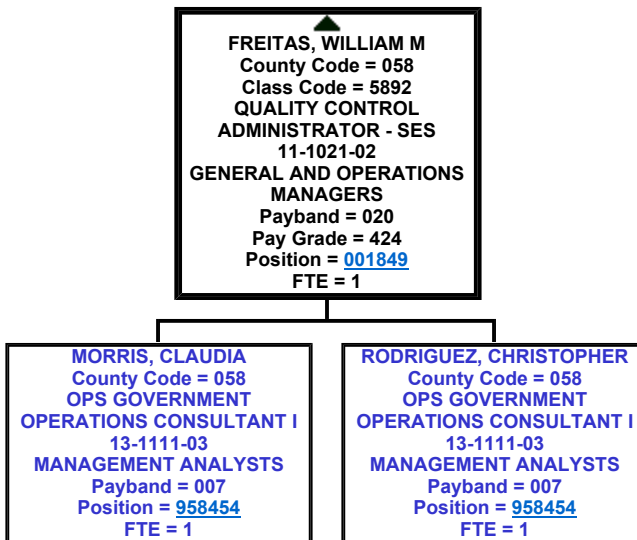 FREITAS, WILLIAM M
County Code = 058
Class Code = 5892
QUALITY CONTROL
ADMINISTRATOR - SES
11-1021-02
GENERAL AND OPERATIONS
MANAGERS
Payband = 020
Pay Grade = 424
Position = 001849
FTE = 1
MORRIS, CLAUDIA
County Code = 058
OPS GOVERNMENT
OPERATIONS CONSULTANT I
13-1111-03
MANAGEMENT ANALYSTS
Payband = 007
Position = 958454
FTE = 1
RODRIGUEZ, CHRISTOPHER
County Code = 058
OPS GOVERNMENT
OPERATIONS CONSULTANT I
13-1111-03
MANAGEMENT ANALYSTS
Payband = 007
Position = 958454
FTE = 1